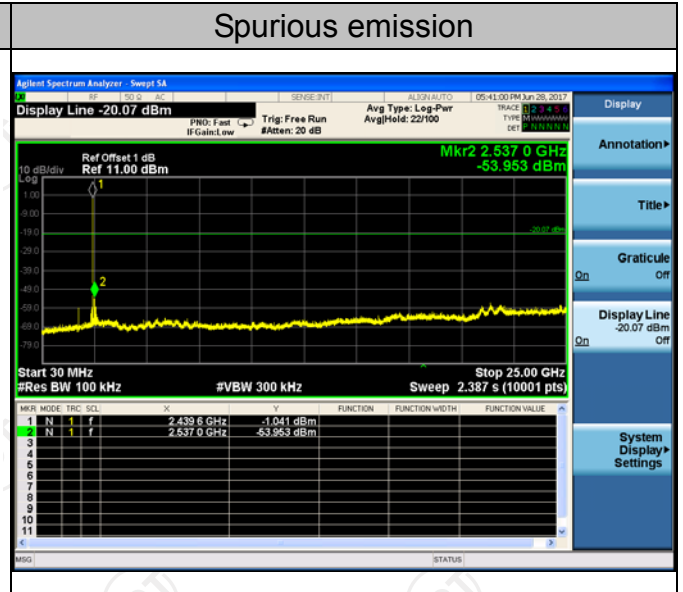 Spurious emission
Agilent Spectrum Analyzer - Swept SA
RF 50 Ω AC SENSE:INT ALIGN AUTO 05:41:00 PM Jun 28, 2017
Display Line -20.07 dBm
PNO: Fast
IFGain:Low
Trig: Free Run
#Atten: 20 dB
Avg Type: Log-Pwr
Avg|Hold: 22/100
TRACE 1 2 3 4 5 6
TYPE
DET P N N N N N
Mkr2 2.537 0 GHz
-53.953 dBm
Ref Offset 1 dB
10 dB/div Ref 11.00 dBm
Log
1
1.00
-9.00
-19.0
-20.07 dBm
-29.0
-39.0
-49.0
2
-59.0
-69.0
-79.0
Start 30 MHz Stop 25.00 GHz
#Res BW 100 kHz #VBW 300 kHz Sweep 2.387 s (10001 pts)
MKR MODE TRC SCL X Y FUNCTION FUNCTION WIDTH FUNCTION VALUE
1 N 1 f 2.439 6 GHz -1.041 dBm
2 N 1 f 2.537 0 GHz -53.953 dBm
3
4
5
6
7
8
9
10
11
MSG STATUS
Display
Annotation
Title
Graticule
On Off
Display Line
-20.07 dBm
On Off
System
Display
Settings